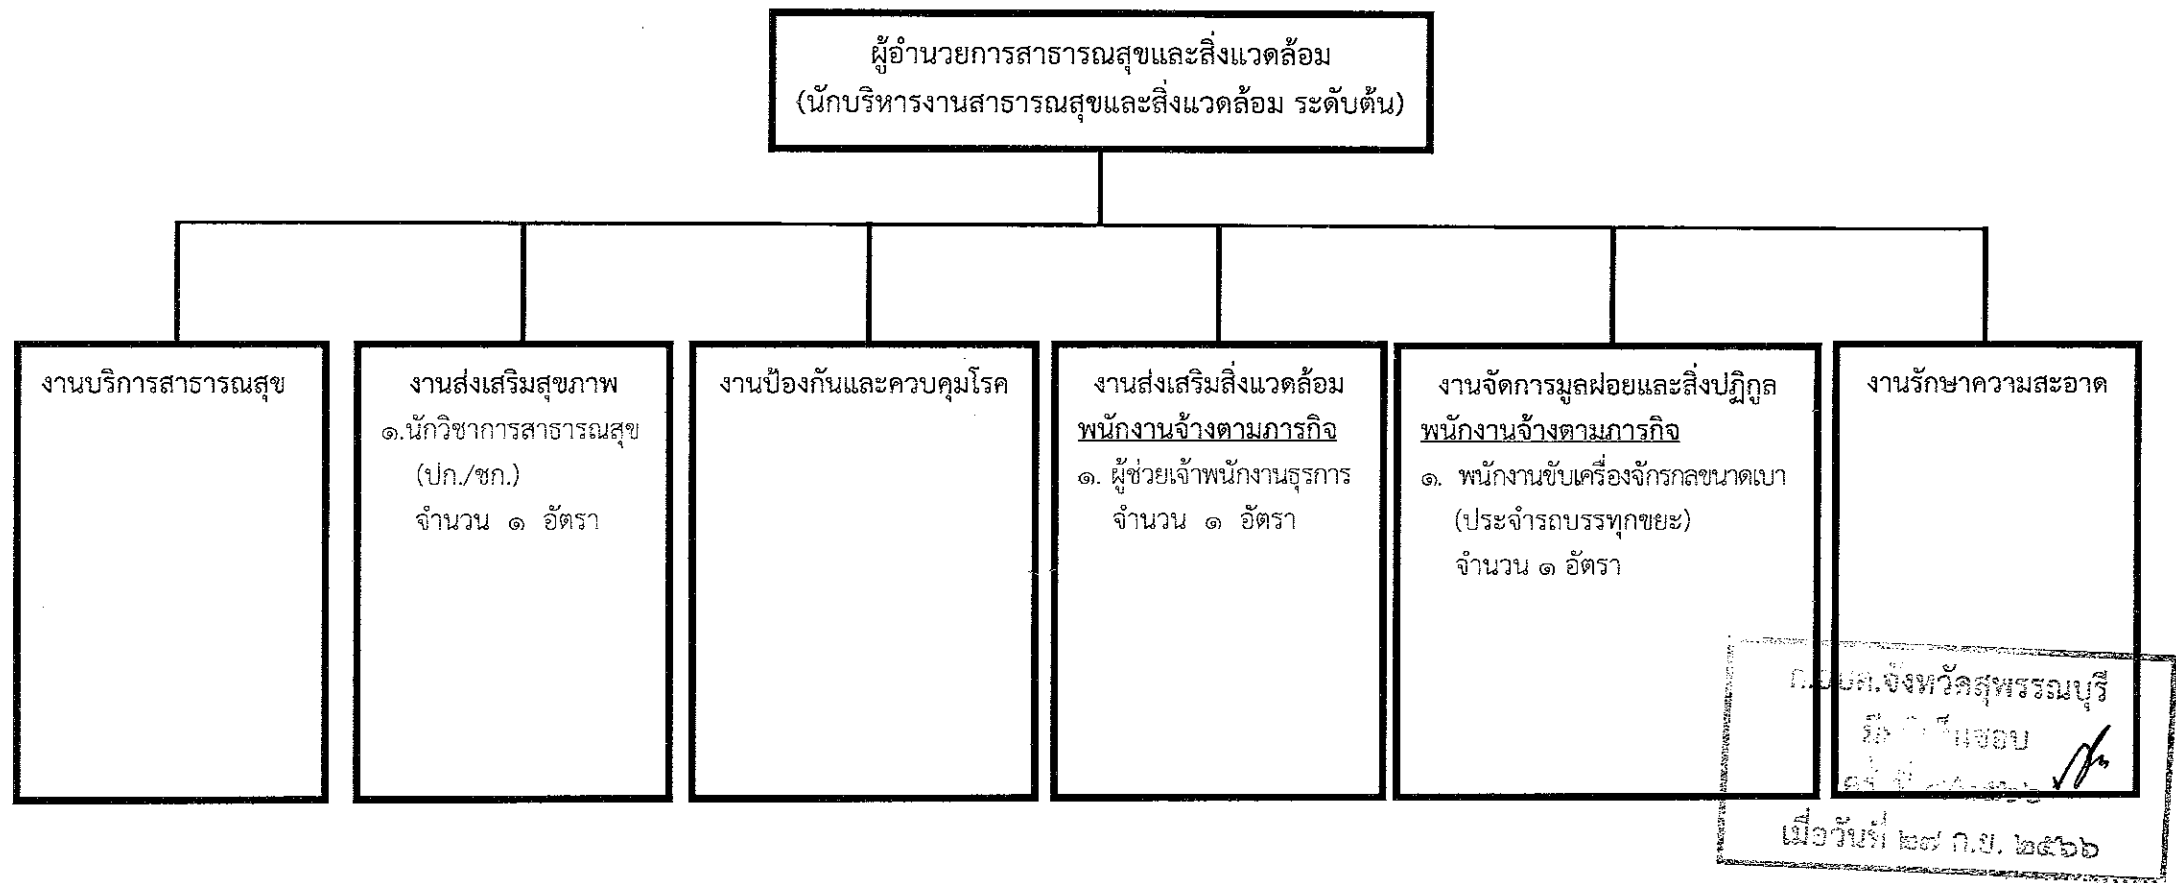 ผู้อำนวยการสาธารณสุขและสิ่งแวดล้อม
(นักบริหารงานสาธารณสุขและสิ่งแวดล้อม ระดับต้น)
งานบริการสาธารณสุข
งานส่งเสริมสุขภาพ
๑.นักวิชาการสาธารณสุข
(ปก./ชก.)
จำนวน ๑ อัตรา
งานป้องกันและควบคุมโรค
งานส่งเสริมสิ่งแวดล้อม
พนักงานจ้างตามภารกิจ
๑. ผู้ช่วยเจ้าพนักงานธุรการ
จำนวน ๑ อัตรา
งานจัดการมูลฝอยและสิ่งปฏิกูล
พนักงานจ้างตามภารกิจ
๑. พนักงานขับเครื่องจักรกลขนาดเบา
(ประจำรถบรรทุกขยะ)
จำนวน ๑ อัตรา
งานรักษาความสะอาด
ก.อบต.จังหวัดสุพรรณบุรี
เมื่อวันที่ ๒๗ ก.ย. ๒๕๖๖